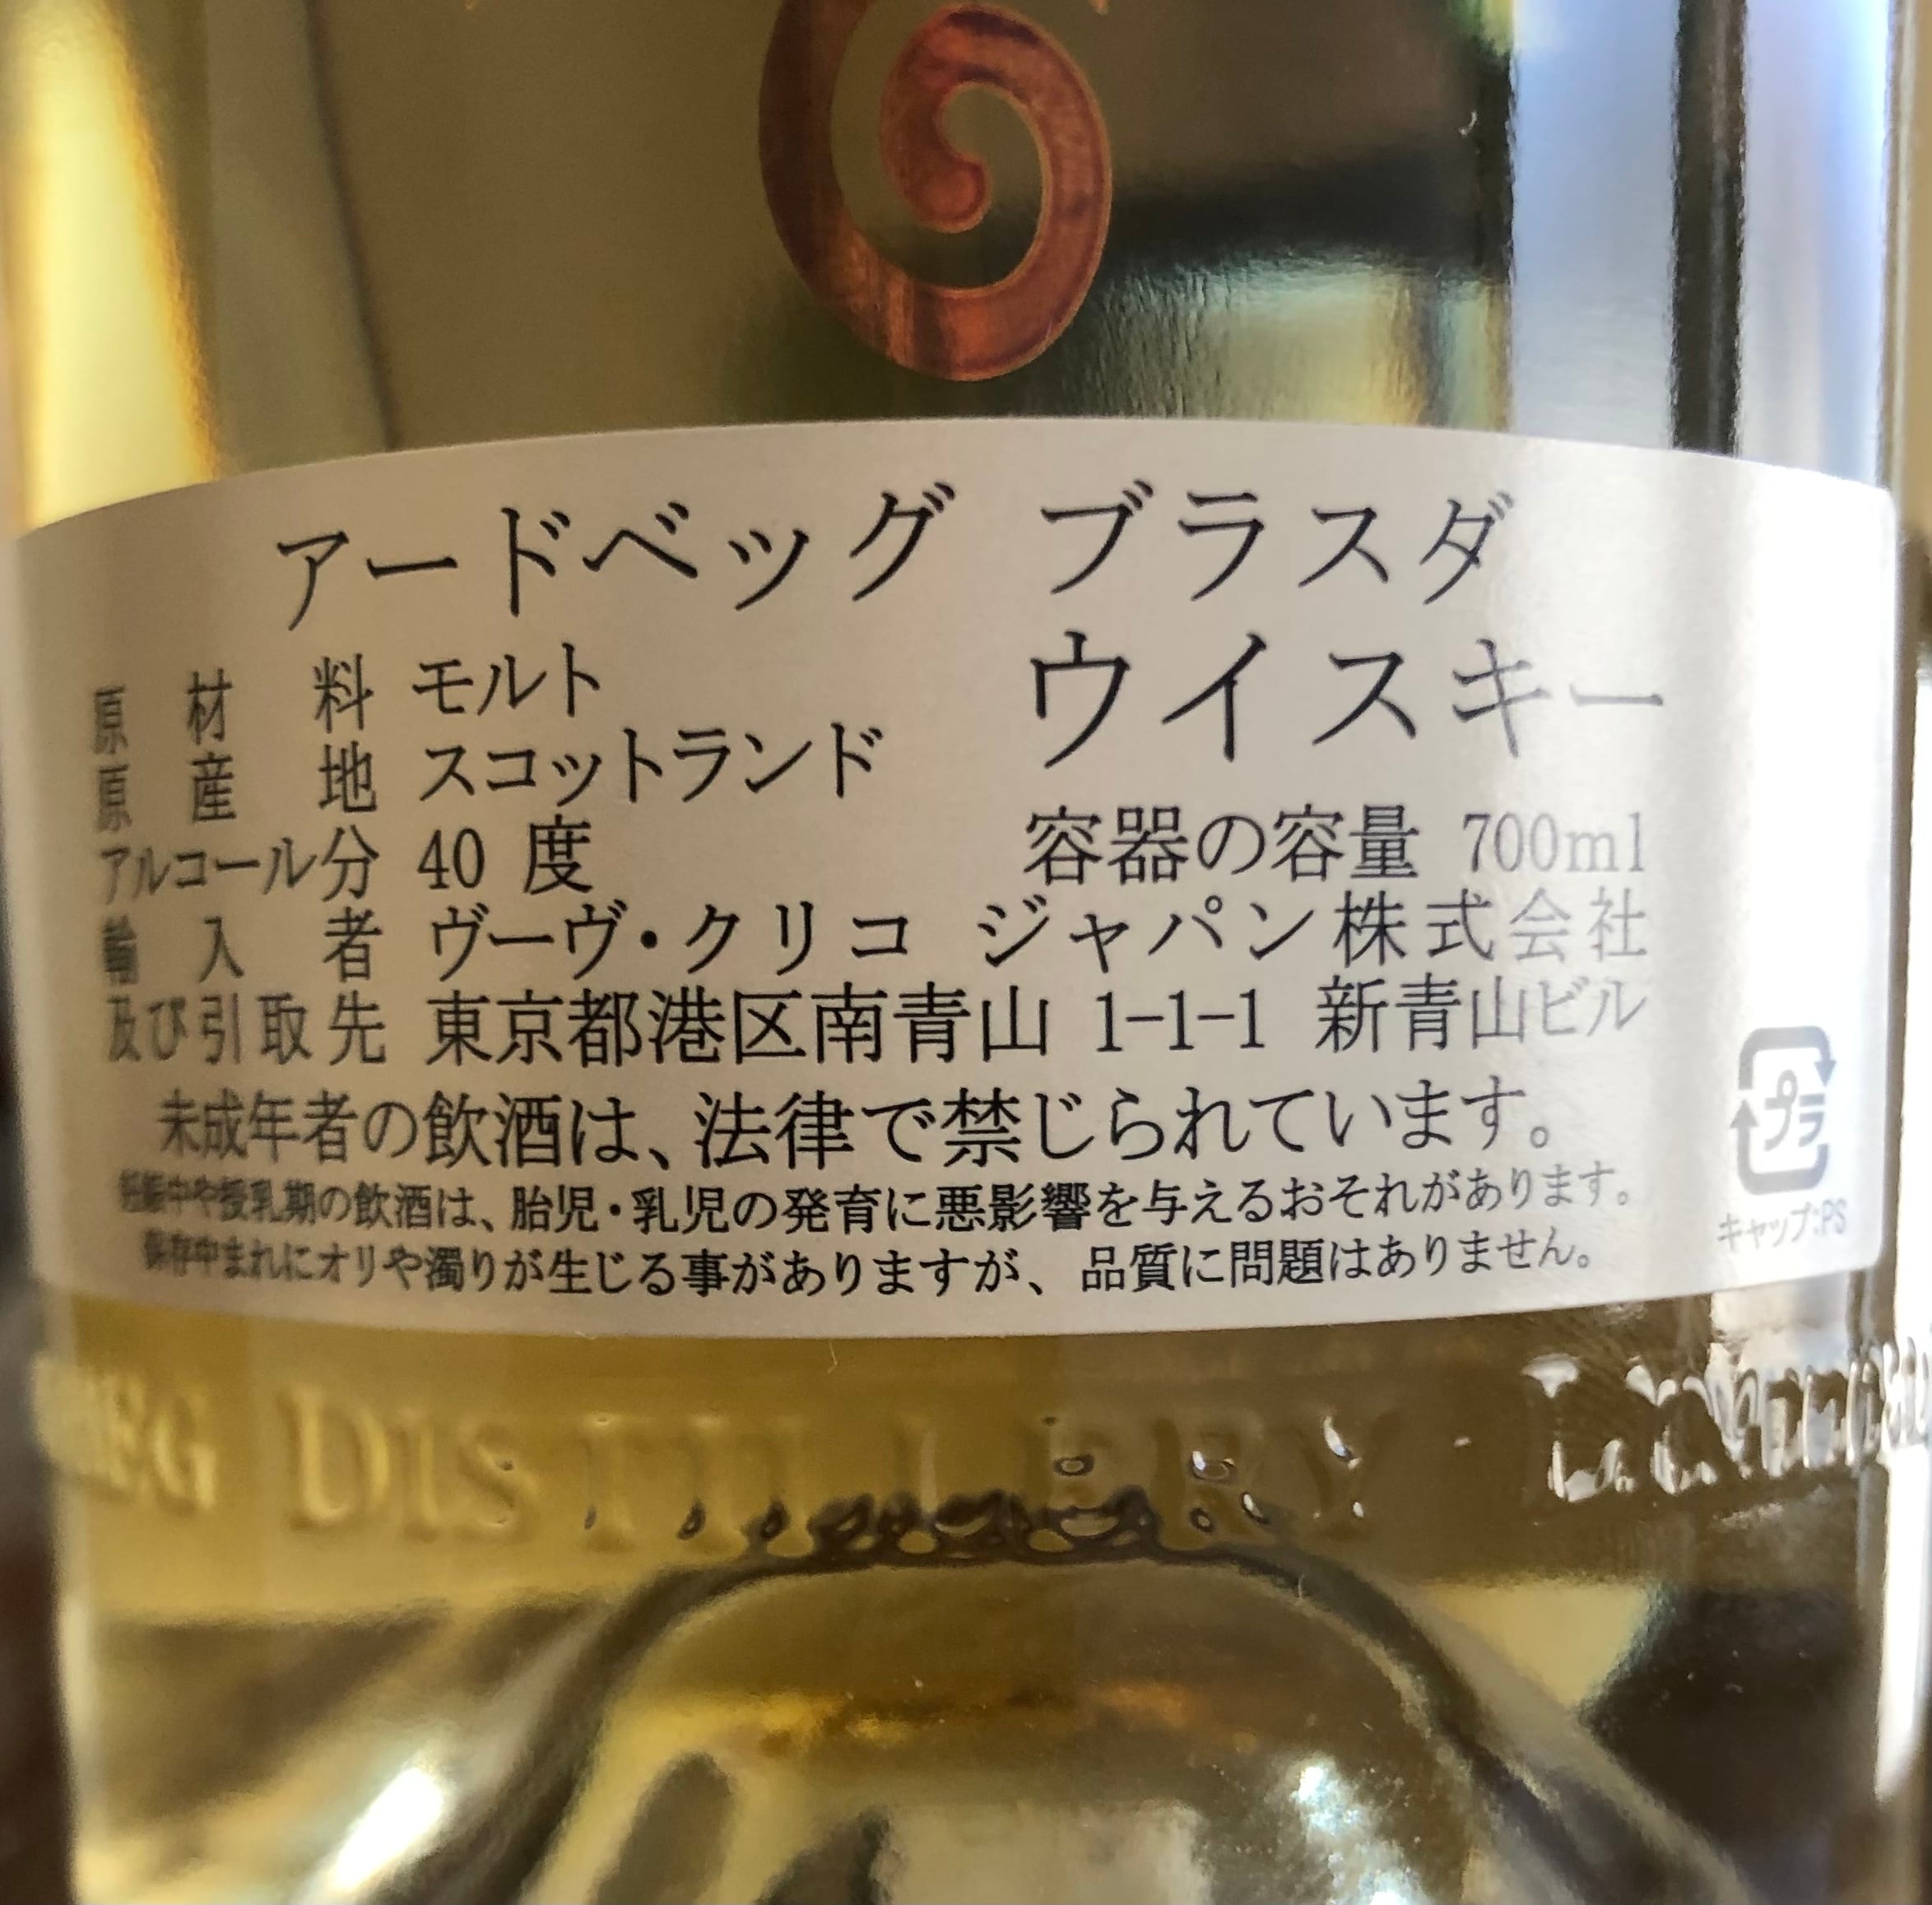 アードベッグ ブラスダ
原材料 モルト ウイスキー
原産地 スコットランド
アルコール分 40 度 容器の容量 700ml
輸入者 ヴーヴ・クリコ ジャパン株式会社
及び引取先 東京都港区南青山 1-1-1 新青山ビル
未成年者の飲酒は、法律で禁じられています。
妊娠中や授乳期の飲酒は、胎児・乳児の発育に悪影響を与えるおそれがあります。
保存中まれにオリや濁りが生じる事がありますが、品質に問題はありません。
プラ
キャップ:PS
DISTILLERY